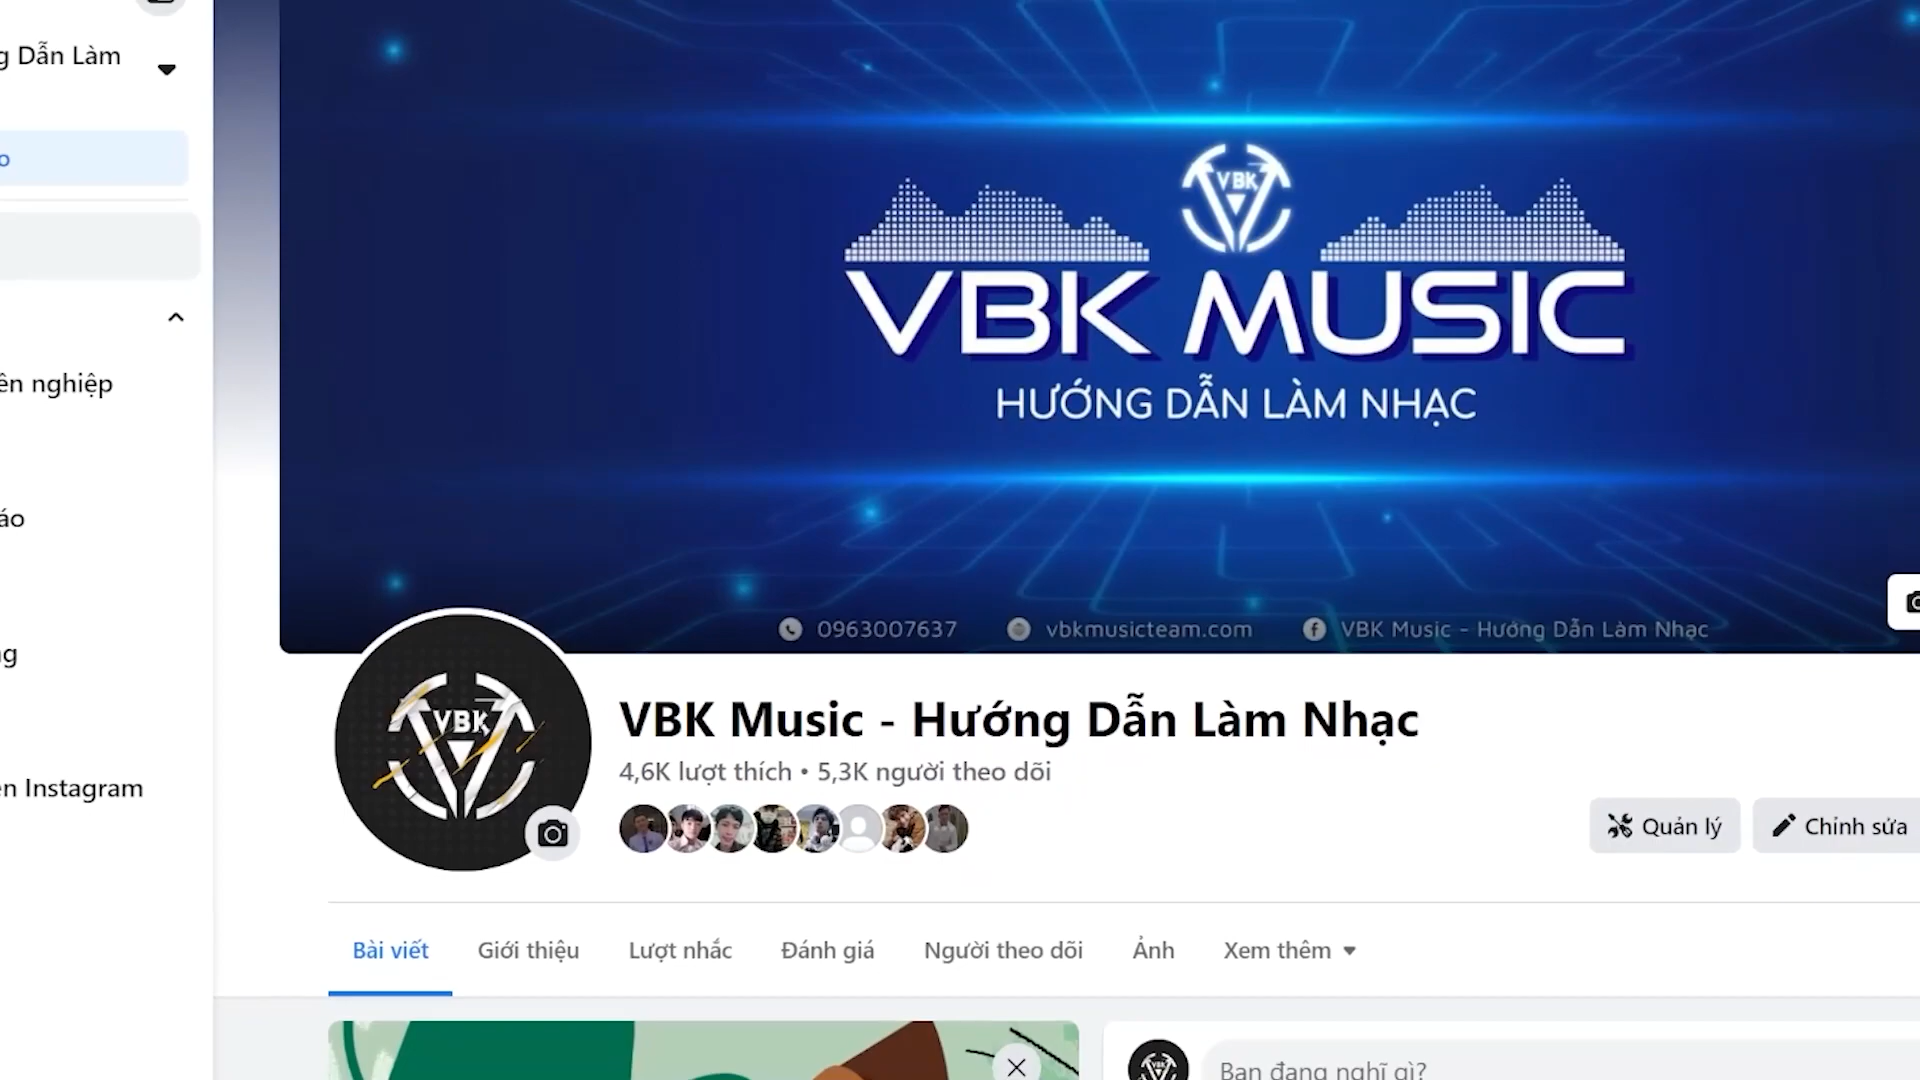 g Dẫn Làm
o
ên nghiệp
áo
ng
ên Instagram
VBK
VBK MUSIC
HƯỚNG DẪN LÀM NHẠC
0963007637 vbkmusicteam.com VBK Music - Hướng Dẫn Làm Nhạc
VBK
VBK Music - Hướng Dẫn Làm Nhạc
4,6K lượt thích • 5,3K người theo dõi
Quản lý Chỉnh sửa
Bài viết Giới thiệu Lượt nhắc Đánh giá Người theo dõi Ảnh Xem thêm
VBK
Bạn đang nghĩ gì?